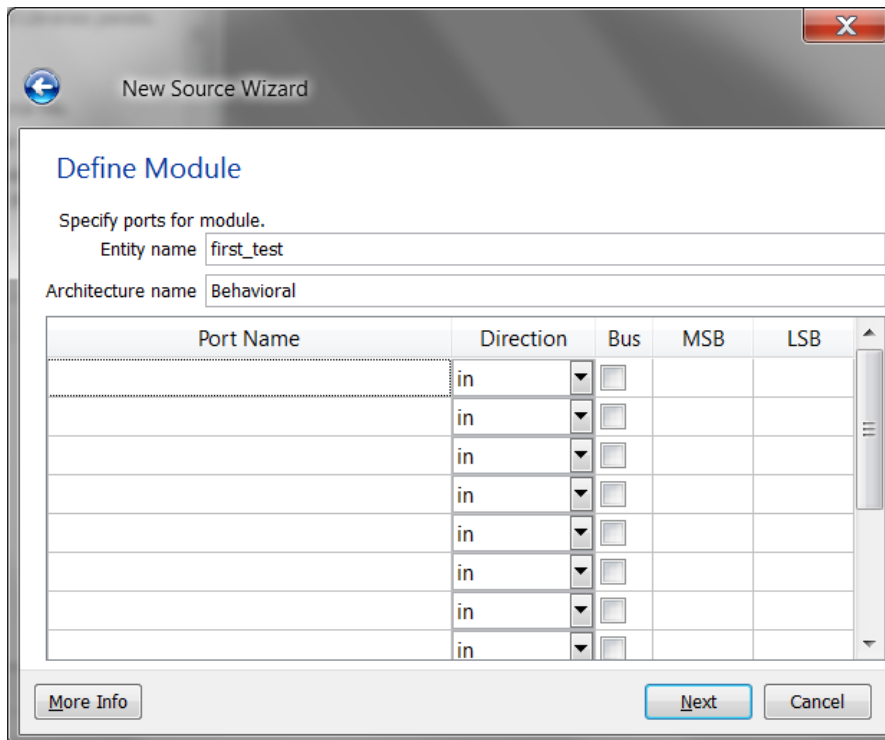 New Source Wizard
Define Module
Specify ports for module.
Entity name first_test
Architecture name Behavioral
Port Name Direction Bus MSB LSB
in
in
in
in
in
in
in
in
More Info Next Cancel